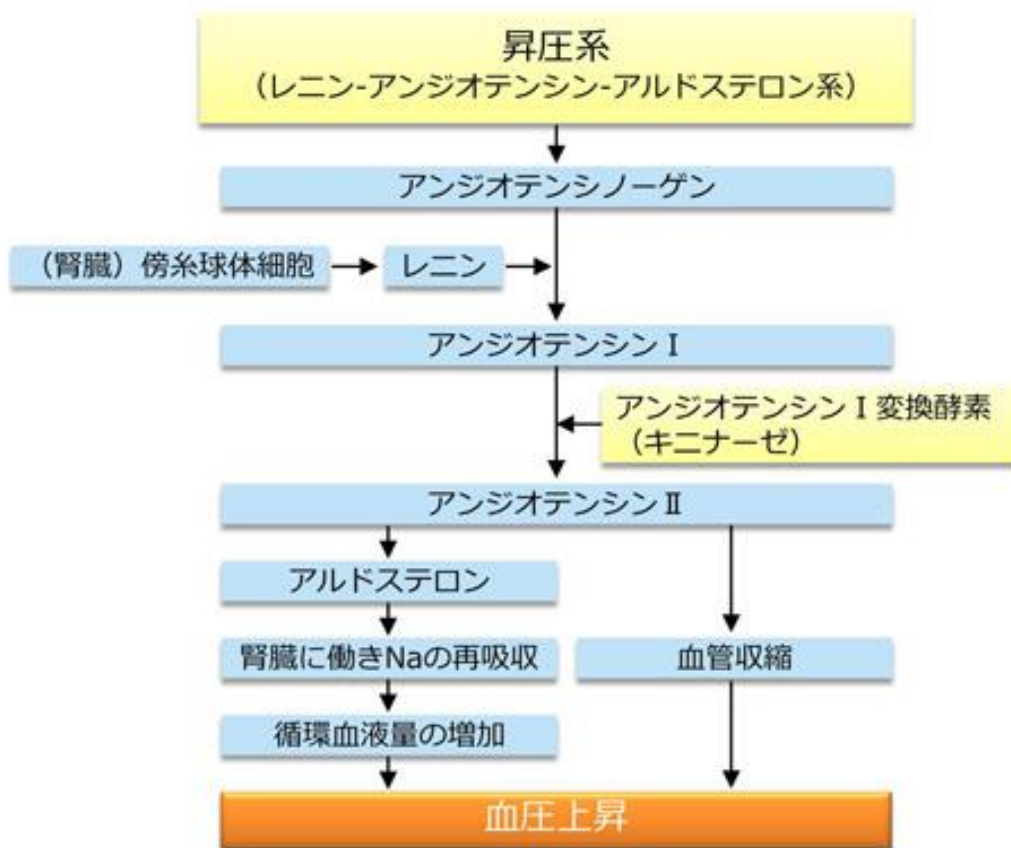 昇圧系
（レニン-アンジオテンシン-アルドステロン系）
アンジオテンシノーゲン
（腎臓）傍糸球体細胞
レニン
アンジオテンシンⅠ
アンジオテンシンⅠ変換酵素
（キニナーゼ）
アンジオテンシンⅡ
アルドステロン
腎臓に働きNaの再吸収
血管収縮
循環血液量の増加
血圧上昇